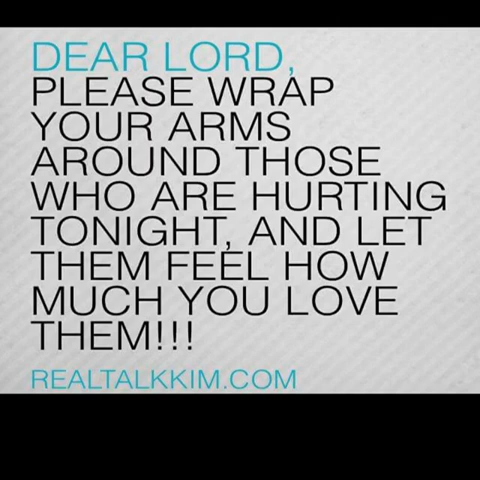 DEAR LORD,
PLEASE WRAP
YOUR ARMS
AROUND THOSE
WHO ARE HURTING
TONIGHT, AND LET
THEM FEEL HOW
MUCH YOU LOVE
THEM!!!
REALTALKKIM.COM